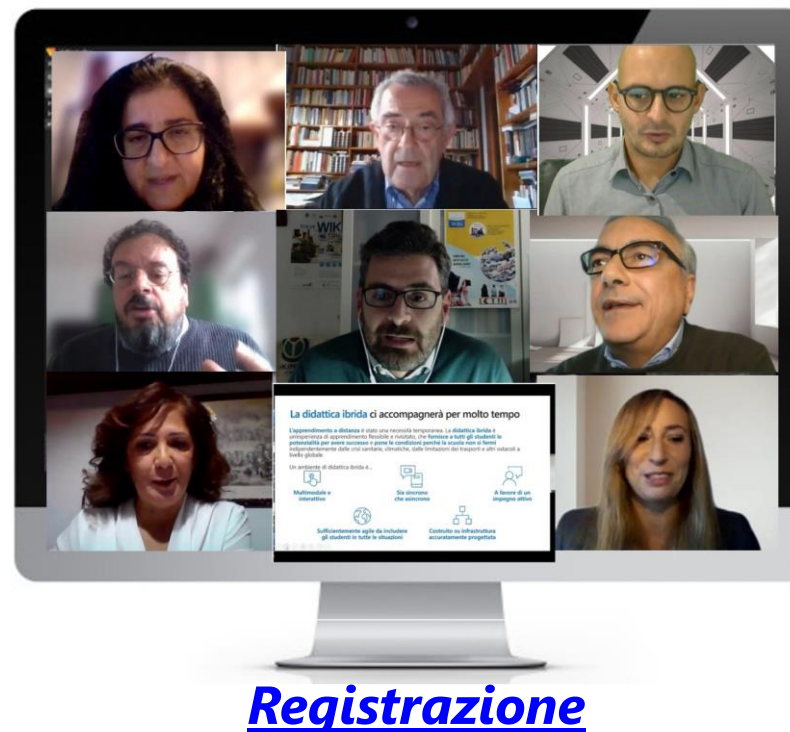 WIKI
La didattica ibrida ci accompagnerà per molto tempo
L'apprendimento a distanza è stato una necessità temporanea. La didattica ibrida è
un'esperienza di apprendimento flessibile e rivisitato, che fornisce a tutti gli studenti le
potenzialità per avere successo e pone le condizioni perché la scuola non si fermi
indipendentemente dalle crisi sanitarie, climatiche, dalle limitazioni dei trasporti e altri ostacoli a
livello globale.
Un ambiente di didattica ibrida è...
Multimodale e
interattivo
Sia sincrono
che asincrono
A favore di un
impegno attivo
Sufficientemente agile da includere
gli studenti in tutte le situazioni
Costruito su infrastruttura
accuratamente progettata
Registrazione